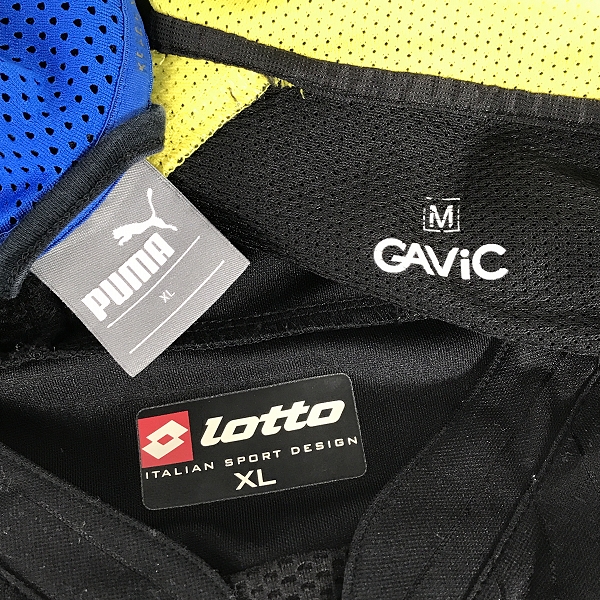 PUMA
XL
M
GAViC
lotto
ITALIAN SPORT DESIGN
XL